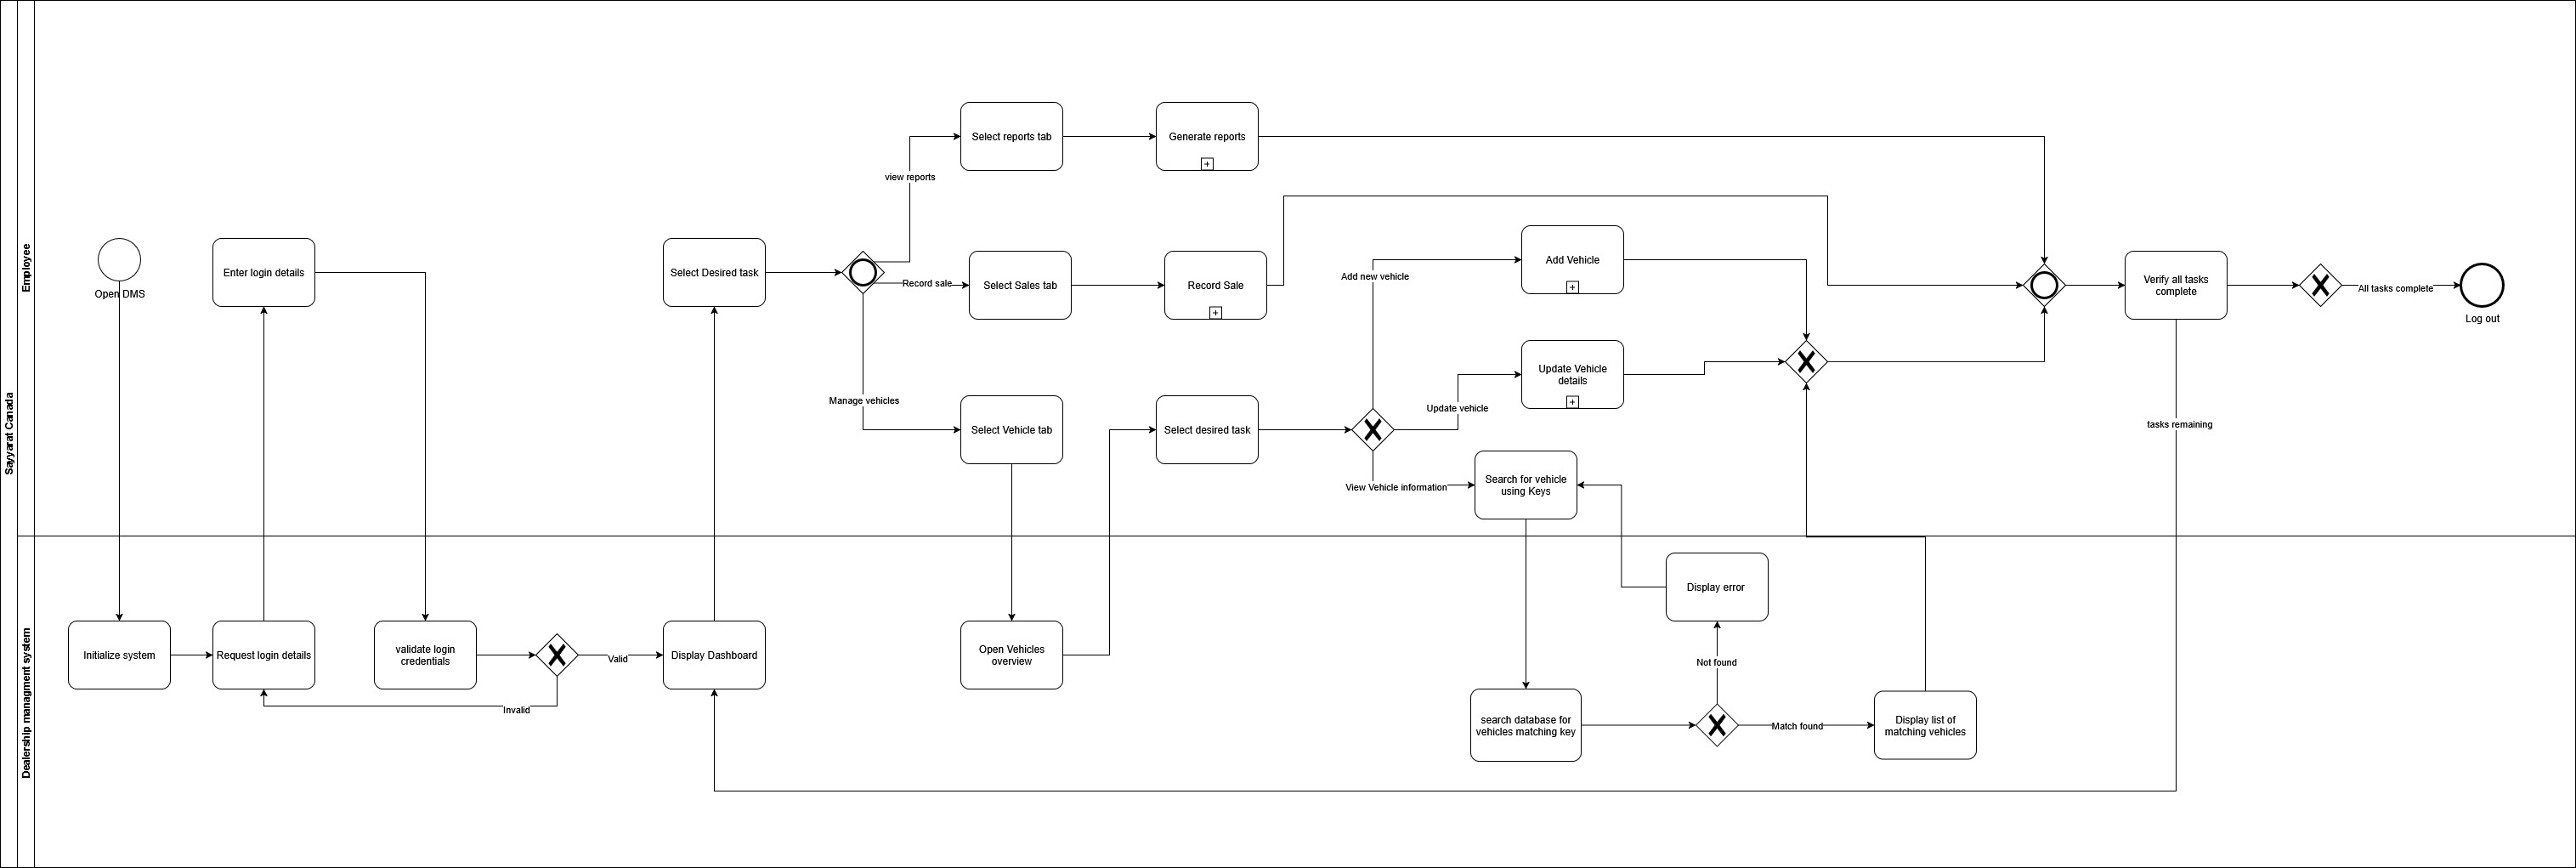 Sayyarat Canada
Employee
Dealership managment system
Open DMS
Enter login details
Initialize system
Request login details
validate login
credentials
Invalid
Valid
Display Dashboard
Select Desired task
view reports
Record sale
Manage vehicles
Select reports tab
Generate reports
Select Sales tab
Record Sale
Select Vehicle tab
Open Vehicles
overview
Select desired task
Add new vehicle
Update vehicle
View Vehicle information
Add Vehicle
Update Vehicle
details
Search for vehicle
using Keys
search database for
vehicles matching key
Not found
Display error
Match found
Display list of
matching vehicles
Verify all tasks
complete
tasks remaining
All tasks complete
Log out